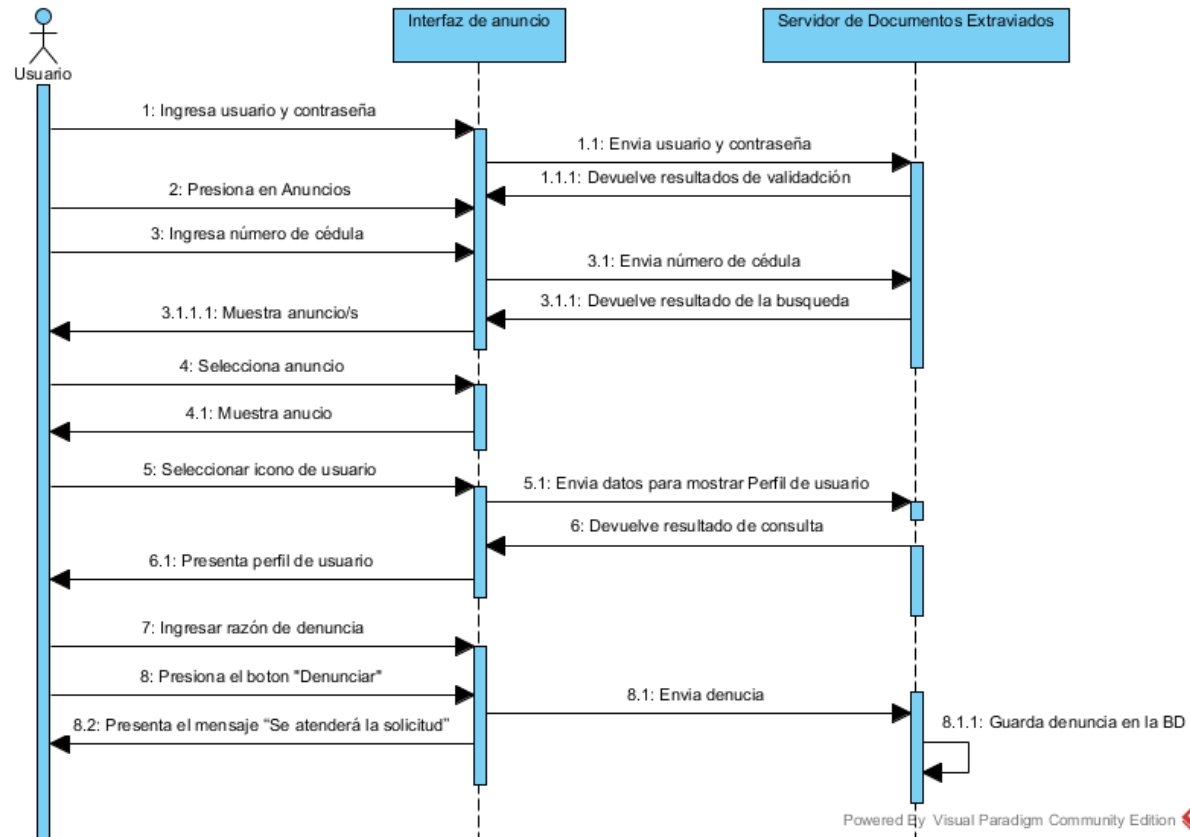 Interfaz de anuncio
Servidor de Documentos Extraviados
Usuario
1: Ingresa usuario y contraseña
1.1: Envia usuario y contraseña
1.1.1: Devuelve resultados de validadción
2: Presiona en Anuncios
3: Ingresa número de cédula
3.1: Envia número de cédula
3.1.1: Devuelve resultado de la busqueda
3.1.1.1: Muestra anuncio/s
4: Selecciona anuncio
4.1: Muestra anucio
5: Seleccionar icono de usuario
5.1: Envia datos para mostrar Perfil de usuario
6: Devuelve resultado de consulta
6.1: Presenta perfil de usuario
7: Ingresar razón de denuncia
8: Presiona el boton "Denunciar"
8.1: Envia denucia
8.2: Presenta el mensaje “Se atenderá la solicitud”
8.1.1: Guarda denuncia en la BD
Powered By Visual Paradigm Community Edition